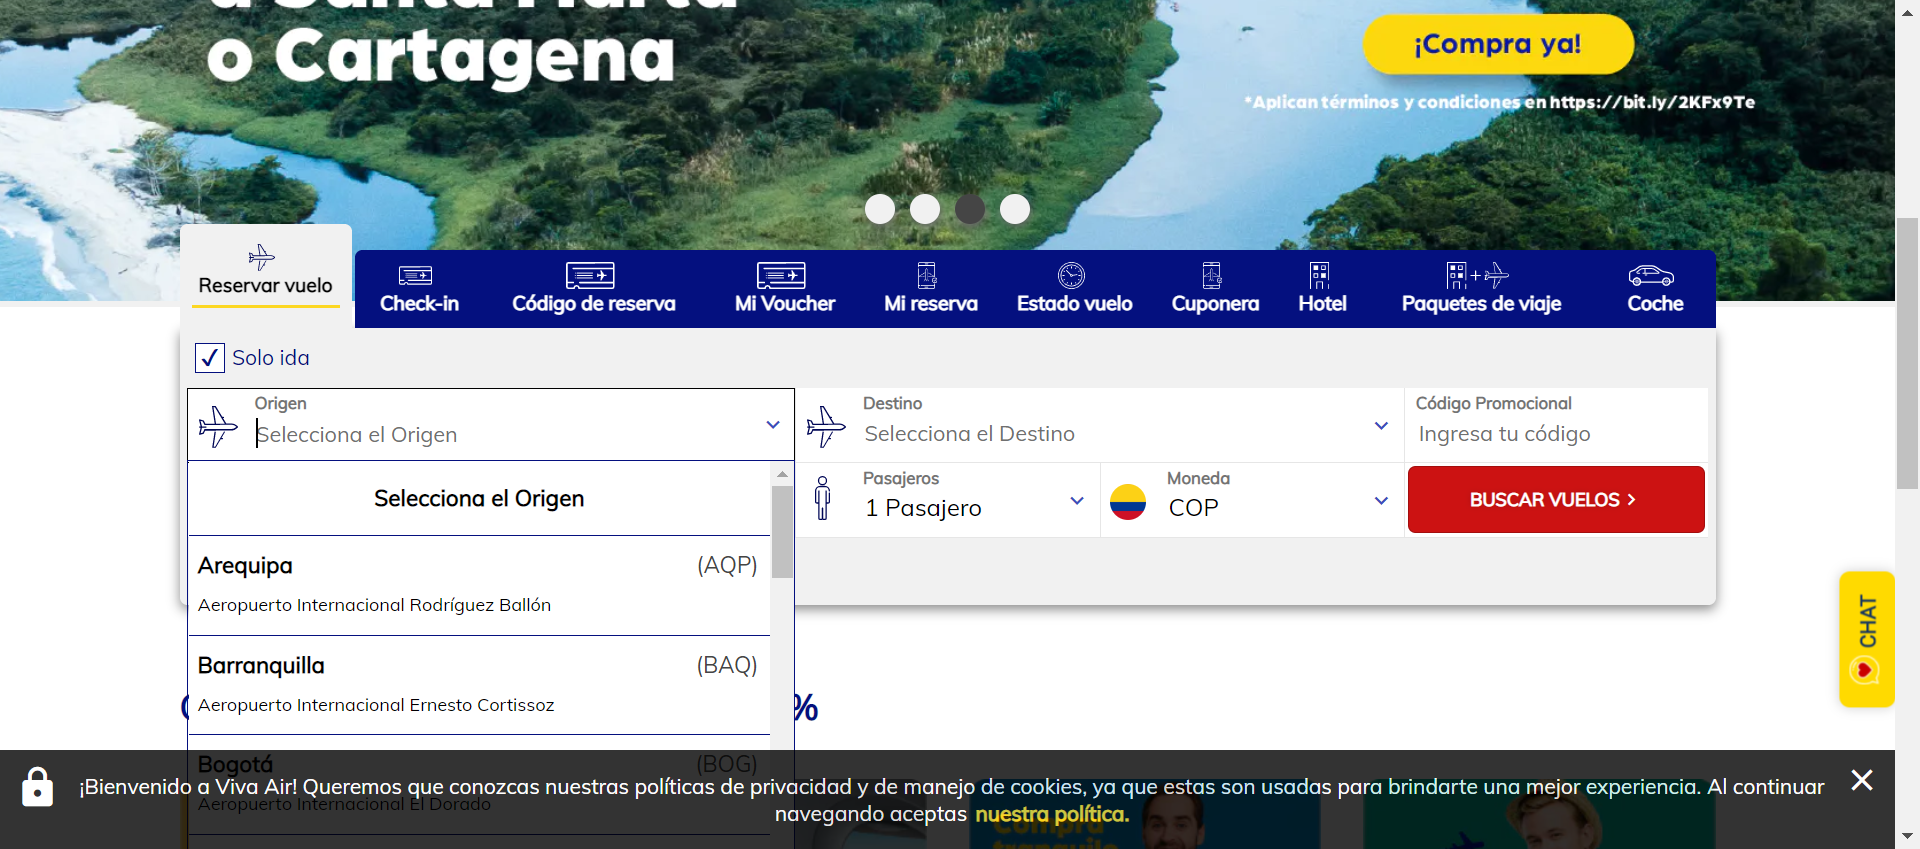 a Santa Marta
o Cartagena
¡Compra ya!
*Aplican términos y condiciones en https://bit.ly/2KFx9Te
Reservar vuelo
Check-in
Código de reserva
Mi Voucher
Mi reserva
Estado vuelo
Cuponera
Hotel
Paquetes de viaje
Coche
Solo ida
Origen
Selecciona el Origen
Destino
Selecciona el Destino
Código Promocional
Ingresa tu código
Pasajeros
1 Pasajero
Moneda
COP
BUSCAR VUELOS
Selecciona el Origen
Arequipa (AQP)
Aeropuerto Internacional Rodríguez Ballón
Barranquilla (BAQ)
Aeropuerto Internacional Ernesto Cortissoz
%
CHAT
Bogotá (BOG)
Aeropuerto Internacional El Dorado
¡Bienvenido a Viva Air! Queremos que conozcas nuestras políticas de privacidad y de manejo de cookies, ya que estas son usadas para brindarte una mejor experiencia. Al continuar
navegando aceptas nuestra política.
Compra
tranquilo